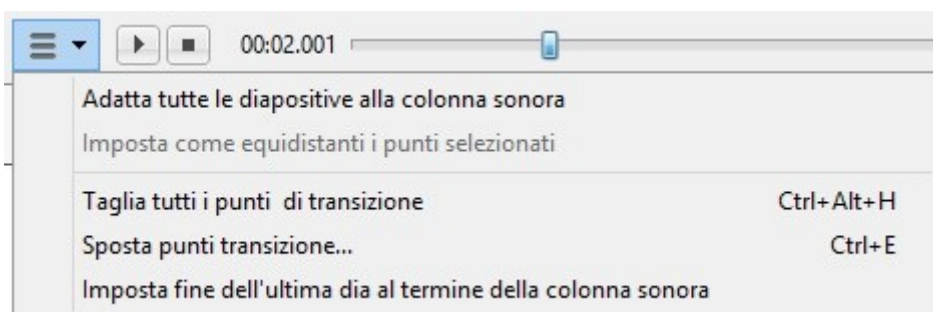 00:02.001
Adatta tutte le diapositive alla colonna sonora
Imposta come equidistanti i punti selezionati
Taglia tutti i punti  di transizione Ctrl+Alt+H
Sposta punti transizione... Ctrl+E
Imposta fine dell'ultima dia al termine della colonna sonora